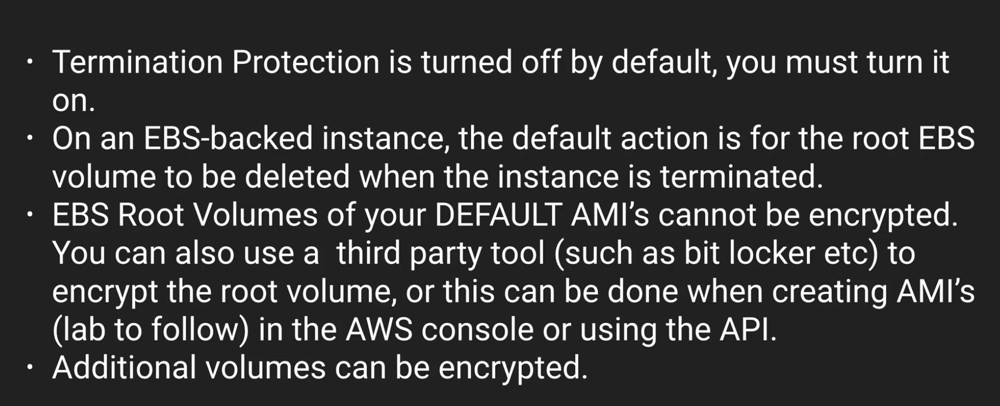 • Termination Protection is turned off by default, you must turn it
on.
• On an EBS-backed instance, the default action is for the root EBS
volume to be deleted when the instance is terminated.
• EBS Root Volumes of your DEFAULT AMI’s cannot be encrypted.
You can also use a  third party tool (such as bit locker etc) to
encrypt the root volume, or this can be done when creating AMI’s
(lab to follow) in the AWS console or using the API.
• Additional volumes can be encrypted.